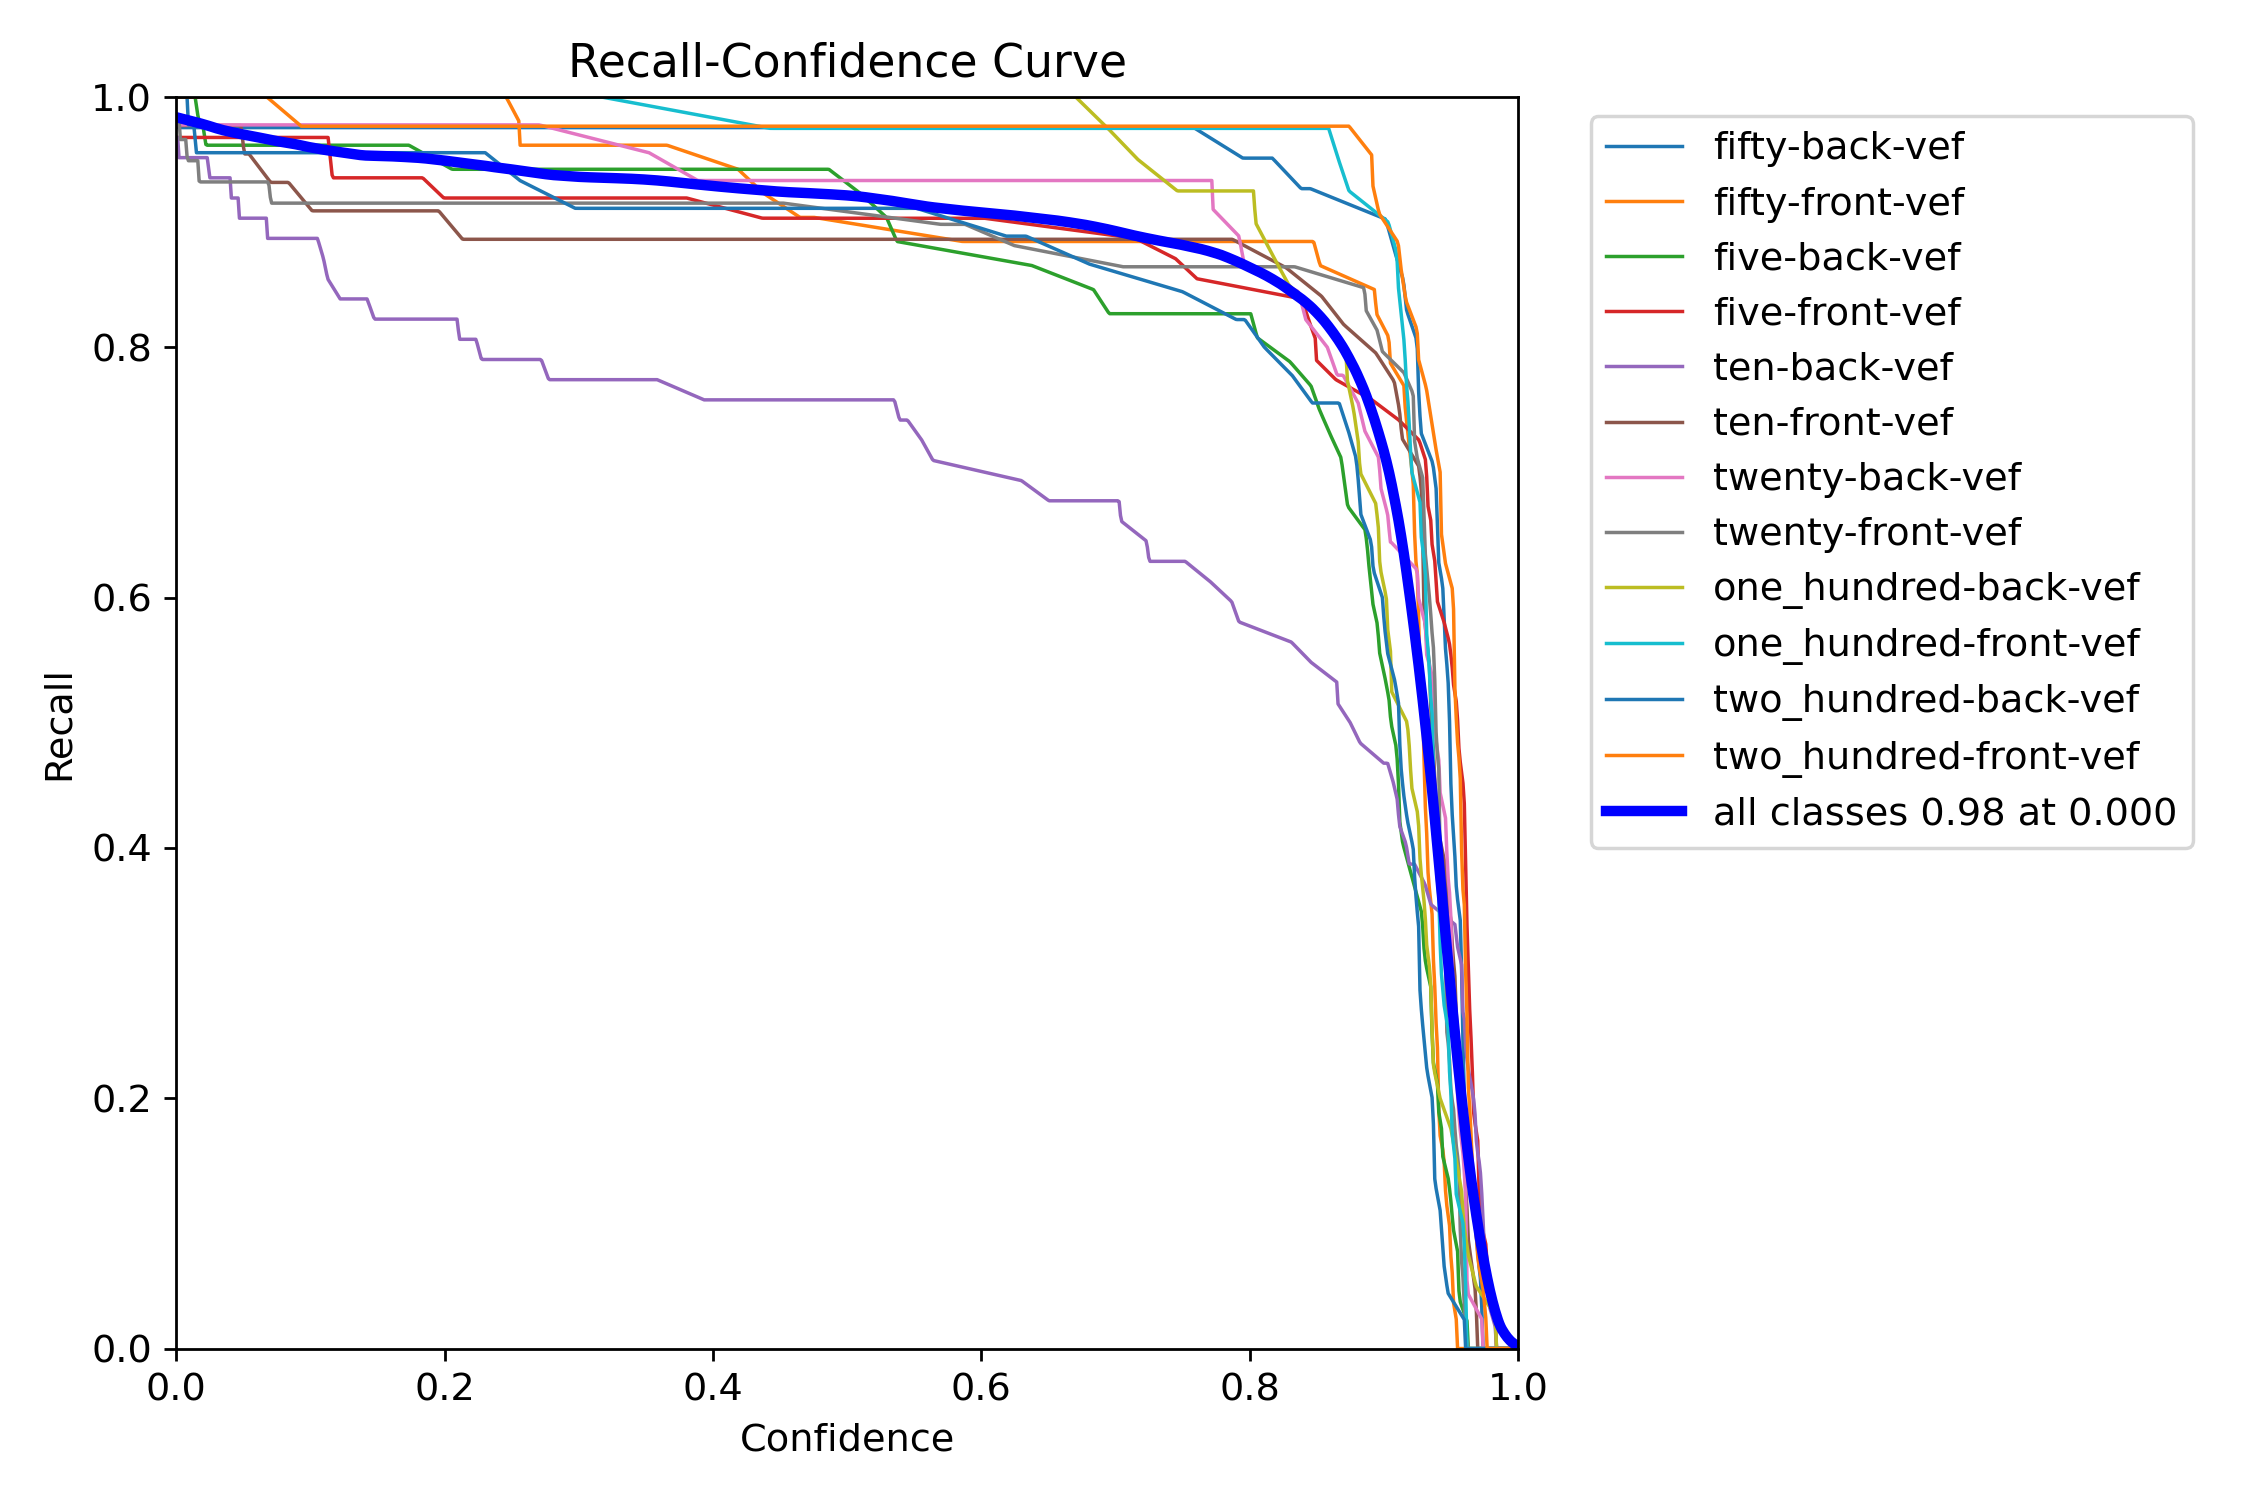 Recall-Confidence Curve
1.0
0.8
0.6
0.4
0.2
0.0
Recall
0.0 0.2 0.4 0.6 0.8 1.0
Confidence
fifty-back-vef
fifty-front-vef
five-back-vef
five-front-vef
ten-back-vef
ten-front-vef
twenty-back-vef
twenty-front-vef
one_hundred-back-vef
one_hundred-front-vef
two_hundred-back-vef
two_hundred-front-vef
all classes 0.98 at 0.000